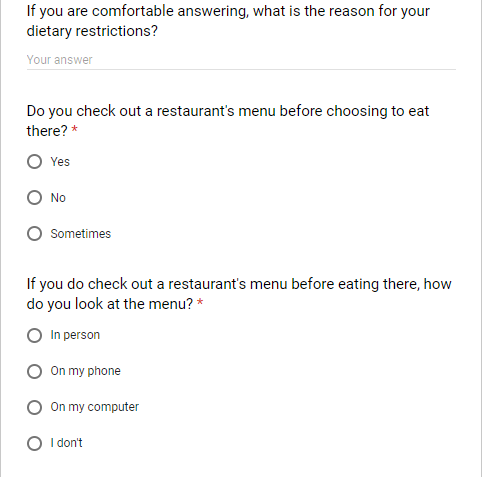 If you are comfortable answering, what is the reason for your
dietary restrictions?
Your answer
Do you check out a restaurant's menu before choosing to eat
there? *
Yes
No
Sometimes
If you do check out a restaurant's menu before eating there, how
do you look at the menu? *
In person
On my phone
On my computer
I don't